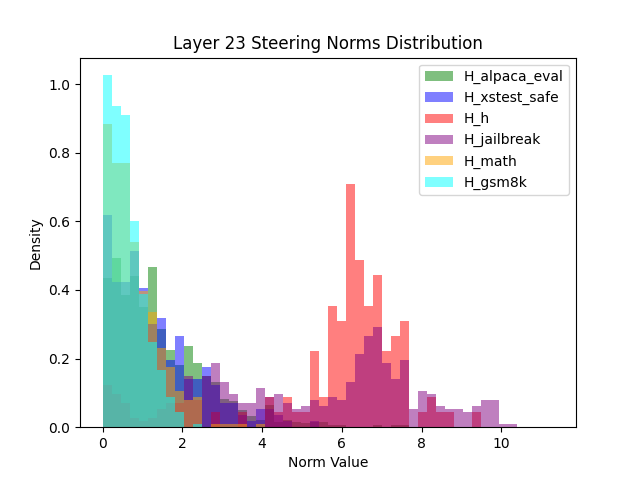 Layer 23 Steering Norms Distribution
H_alpaca_eval
H_xstest_safe
H_h
H_jailbreak
H_math
H_gsm8k
1.0
0.8
0.6
0.4
0.2
0.0
Density
0 2 4 6 8 10
Norm Value